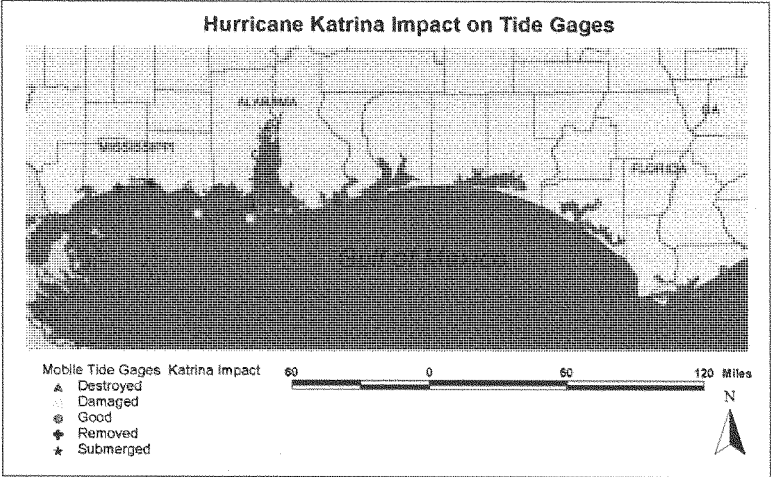 Hurricane Katrina Impact on Tide Gages
ALABAMA
GA
MISSISSIPPI
FLORIDA
Gulf of Mexico
Mobile Tide Gages Katrina Impact
Destroyed
Damaged
Good
Removed
Submerged
60 0 60 120 Miles
N